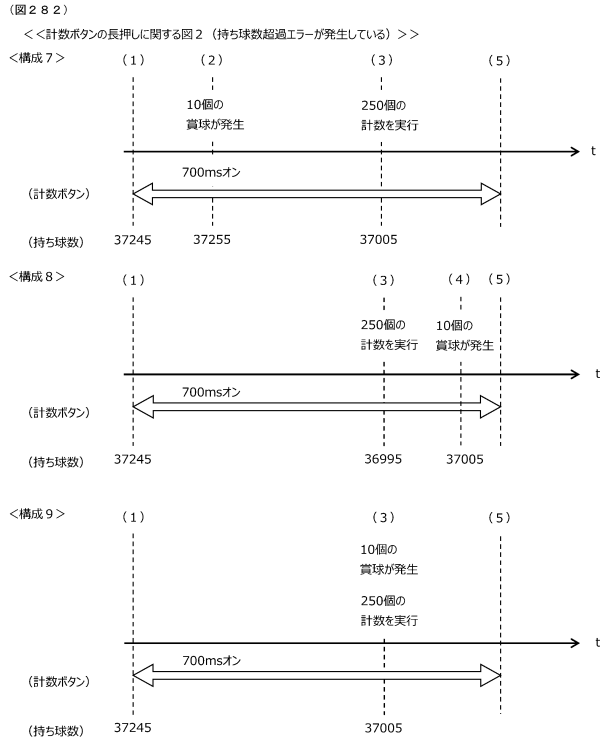 （図２８２）
＜＜計数ボタンの長押しに関する図２（持ち球数超過エラーが発生している）＞＞
＜構成７＞
（１）　（２）　（３）　（５）
10個の　250個の
賞球が発生　計数を実行
t
700msオン
（計数ボタン）
（持ち球数）　37245　37255　37005
＜構成８＞
（１）　（３）　（４）　（５）
250個の　10個の
計数を実行　賞球が発生
t
700msオン
（計数ボタン）
（持ち球数）　37245　36995　37005
＜構成９＞
（１）　（３）　（５）
10個の
賞球が発生
250個の
計数を実行
t
700msオン
（計数ボタン）
（持ち球数）　37245　37005